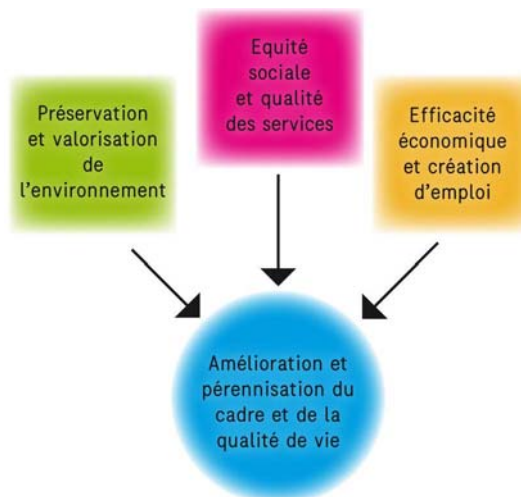 Equité
sociale
et qualité
des services
Préservation
et valorisation
de
l'environnement
Efficacité
économique
et création
d'emploi
Amélioration et
pérennisation du
cadre et de la
qualité de vie